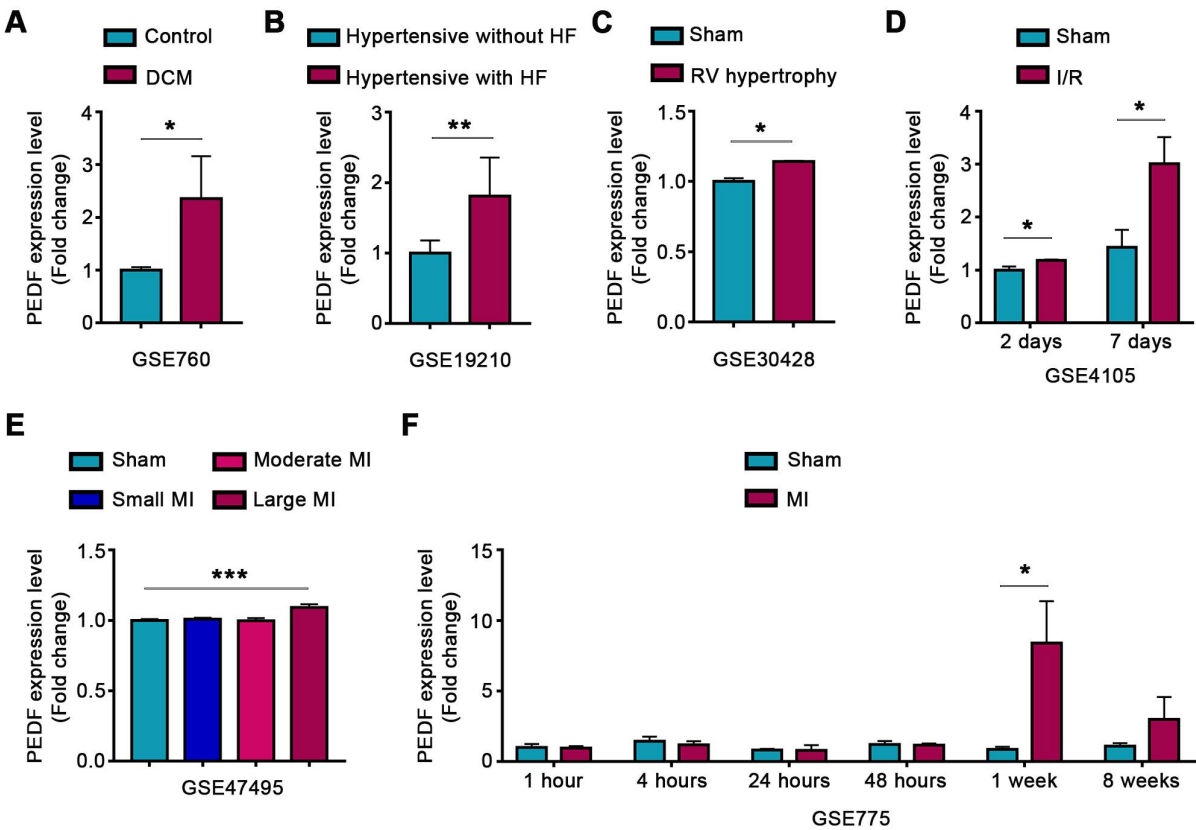 A
Control
DCM
PEDF expression level
(Fold change)
4
3
2
1
0
*
GSE760
B
Hypertensive without HF
Hypertensive with HF
PEDF expression level
(Fold change)
3
2
1
0
**
GSE19210
C
Sham
RV hypertrophy
PEDF expression level
(Fold change)
1.5
1.0
0.5
0.0
*
GSE30428
D
Sham
I/R
PEDF expression level
(Fold change)
4
3
2
1
0
*
*
2 days 7 days
GSE4105
E
Sham
Small MI
Moderate MI
Large MI
PEDF expression level
(Fold change)
1.5
1.0
0.5
0.0
***
GSE47495
F
Sham
MI
PEDF expression level
(Fold change)
15
10
5
0
*
1 hour 4 hours 24 hours 48 hours 1 week 8 weeks
GSE775